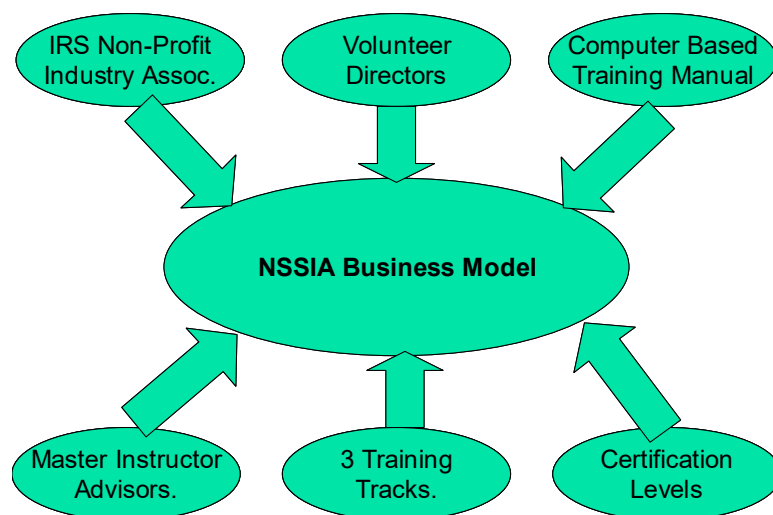 IRS Non-Profit
Industry Assoc.
Volunteer
Directors
Computer Based
Training Manual
NSSIA Business Model
Master Instructor
Advisors.
3 Training
Tracks.
Certification
Levels